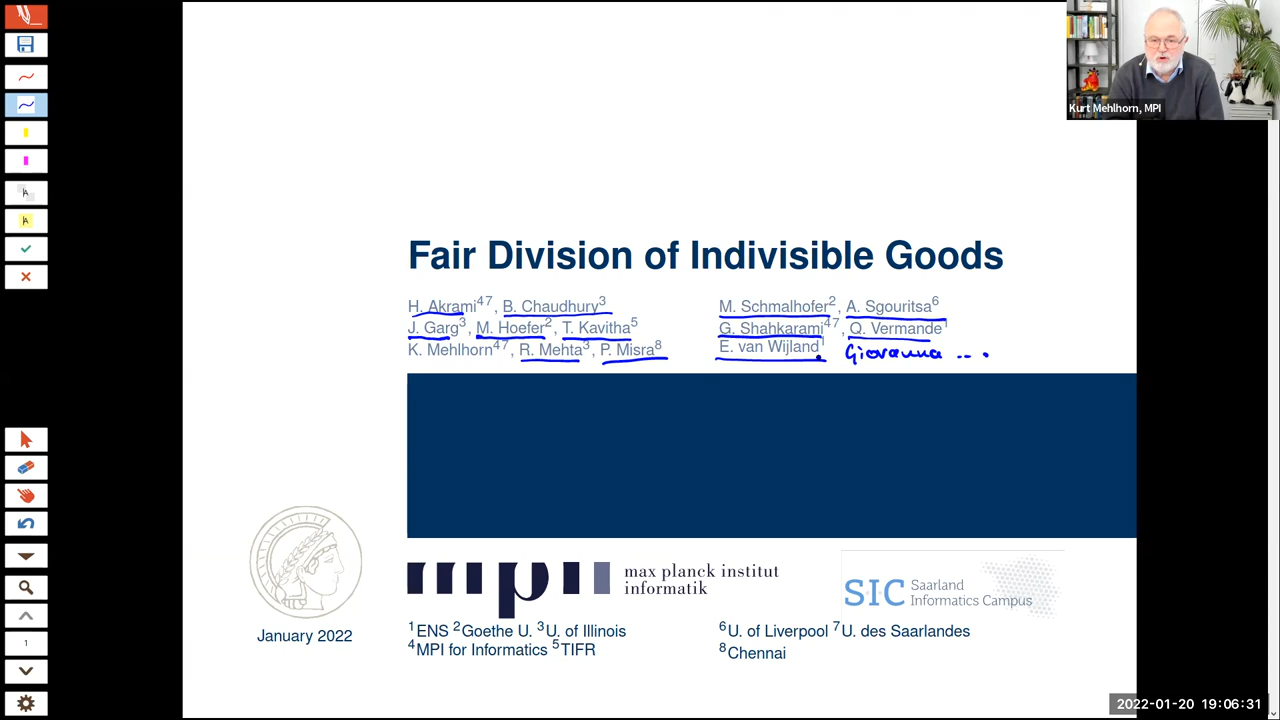 Kurt Mehlhorn, MPI
Fair Division of Indivisible Goods
H. Akrami47, B. Chaudhury3
J. Garg3, M. Hoefer2, T. Kavitha5
K. Mehlhorn47, R. Mehta3, P. Misra8
M. Schmalhofer2, A. Sgouritsa6
G. Shahkarami47, Q. Vermande1
E. van Wijland1 Giovanna ...
mpii max planck institut
informatik
SIC Saarland
Informatics Campus
January 2022
1ENS 2Goethe U. 3U. of Illinois
4MPI for Informatics 5TIFR
6U. of Liverpool 7U. des Saarlandes
8Chennai
1
2022-01-20 19:06:31